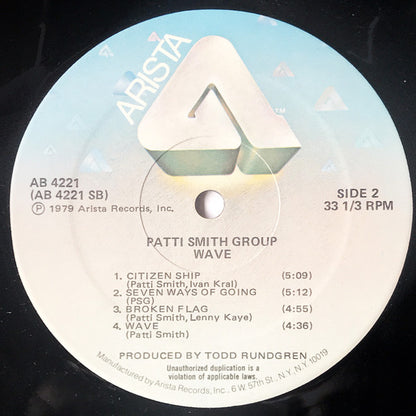 ARISTA
TM
AB 4221
(AB 4221 SB)
Ⓟ 1979 Arista Records, Inc.
SIDE 2
33 1/3 RPM
PATTI SMITH GROUP
WAVE
1. CITIZEN SHIP (5:09)
(Patti Smith, Ivan Kral)
2. SEVEN WAYS OF GOING (5:12)
(PSG)
3. BROKEN FLAG (4:55)
(Patti Smith, Lenny Kaye)
4. WAVE (4:36)
(Patti Smith)
PRODUCED BY TODD RUNDGREN
Unauthorized duplication is a
violation of applicable laws.
Manufactured by Arista Records, Inc., 6 W. 57th St., N.Y., N.Y. 10019